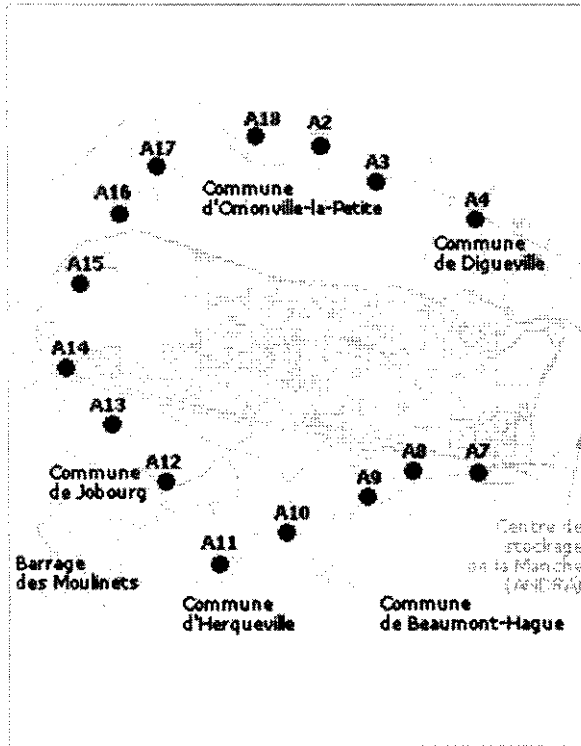 A18
A2
A17
A3
Commune
d'Omonville-la-Petite
A16
A4
Commune
de Digueville
A15
A14
A13
A8
A7
Commune
de Jobourg
A12
A9
A10
Centre de
stockage
de la Manche
(ANDRA)
A11
Barrage
des Moulinets
Commune
d'Herqueville
Commune
de Beaumont-Hague